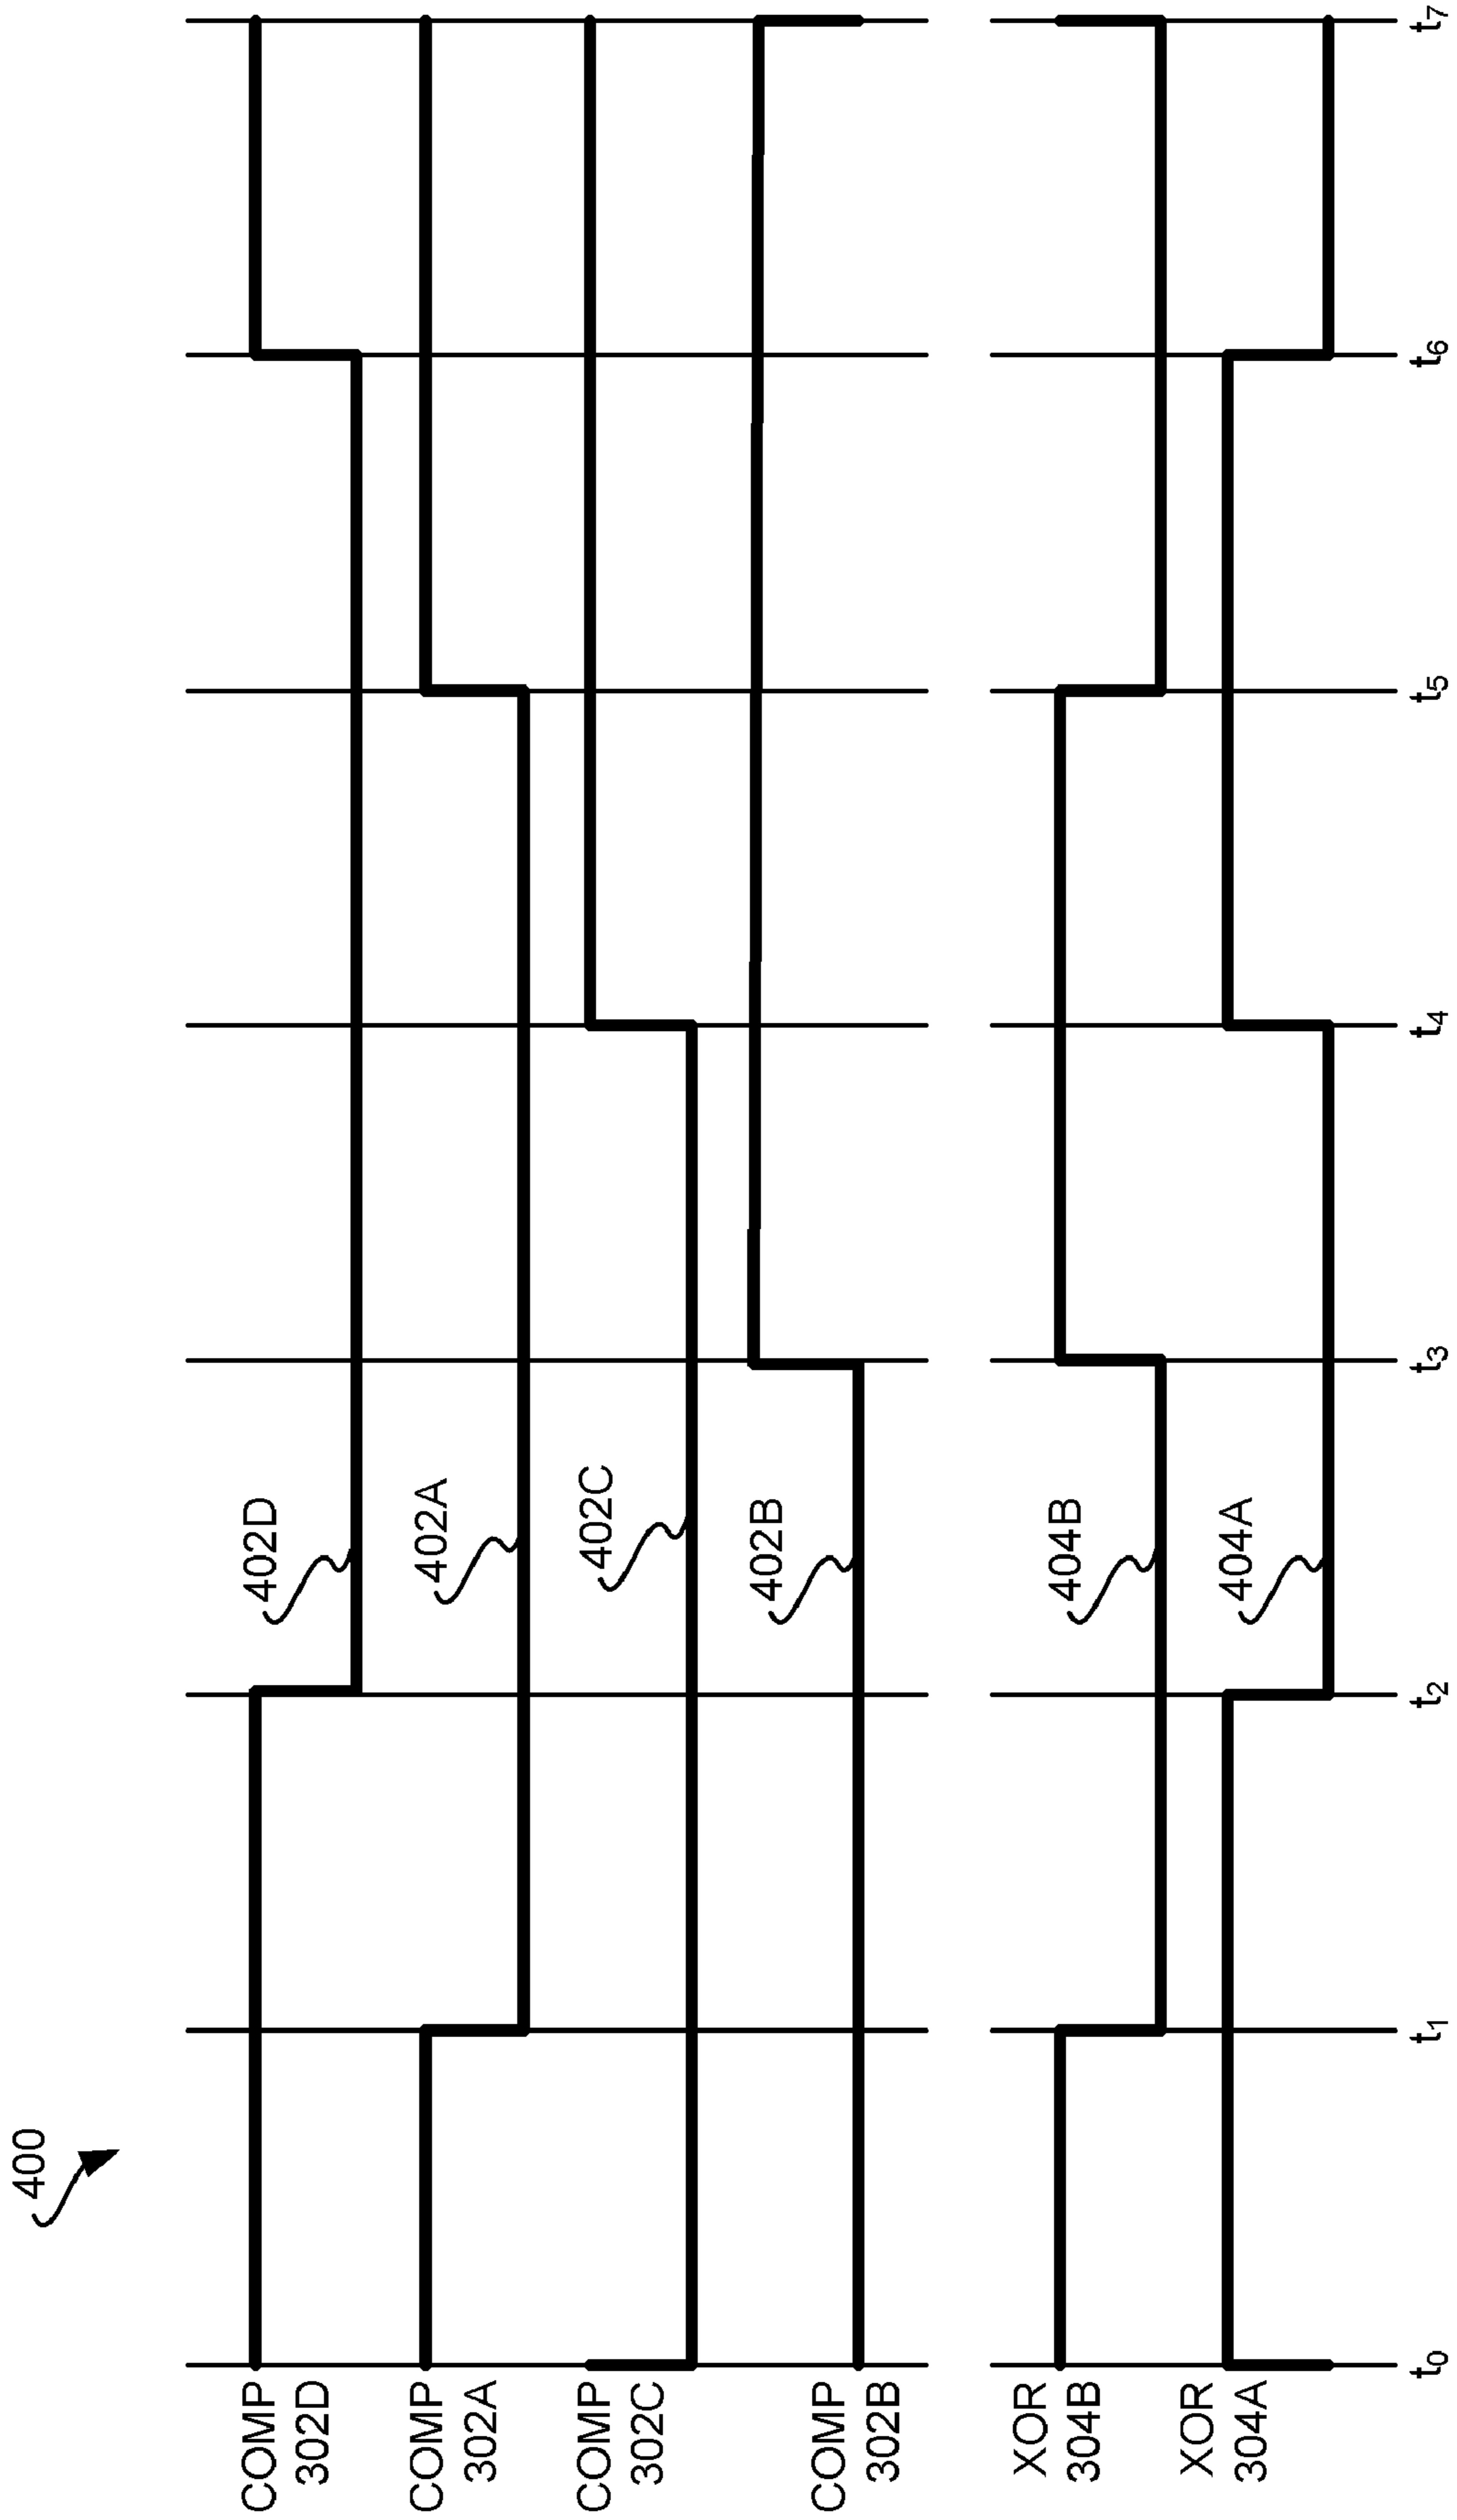 400
COMP
302D
402D
COMP
302A
402A
COMP
302C
402C
COMP
302B
402B
XOR
304B
404B
XOR
304A
404A
t0 t1 t2 t3 t4 t5 t6 t7